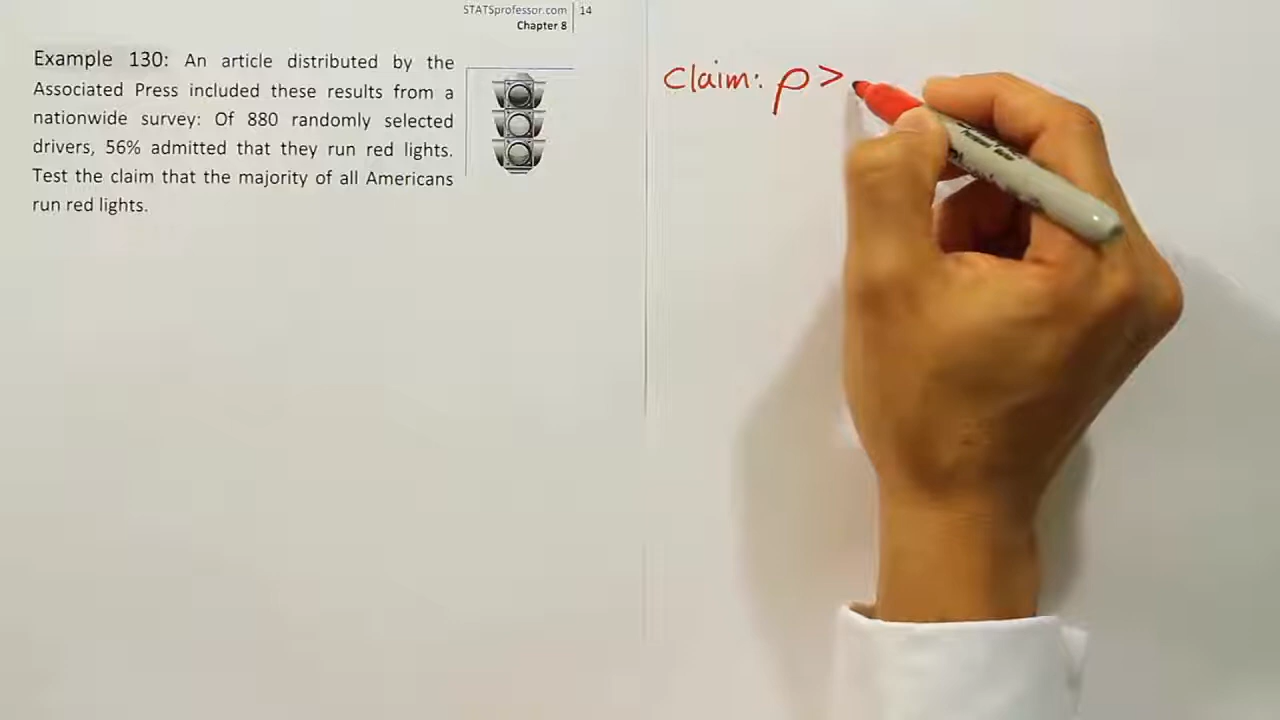 STATSprofessor.com 14
Chapter 8
Example 130: An article distributed by the
Associated Press included these results from a
nationwide survey: Of 880 randomly selected
drivers, 56% admitted that they run red lights.
Test the claim that the majority of all Americans
run red lights.
Claim: p >